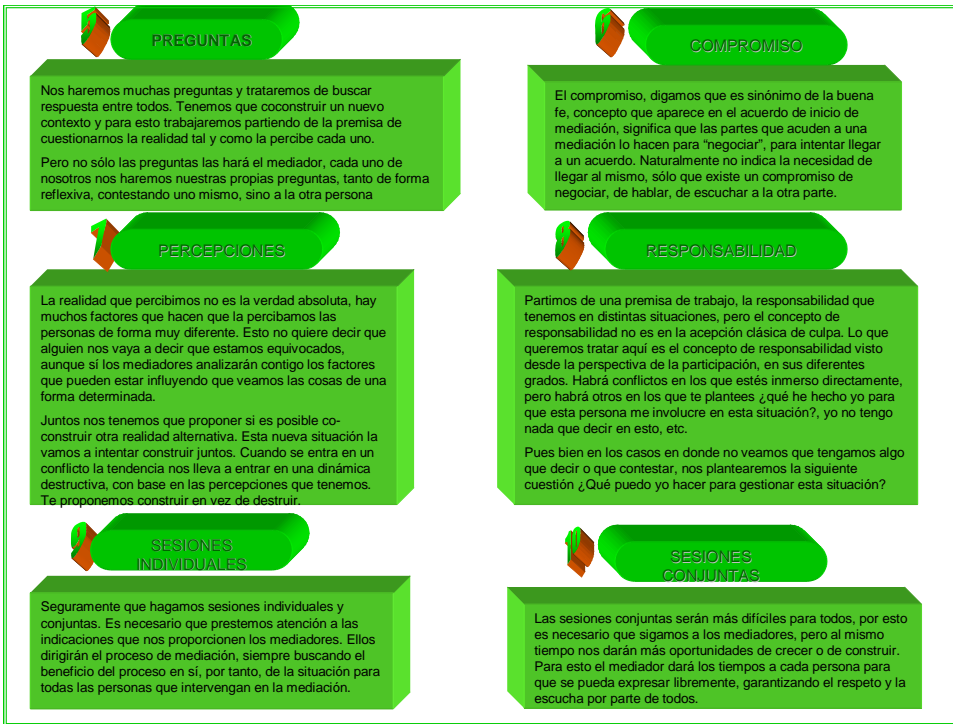 PREGUNTAS
Nos haremos muchas preguntas y trataremos de buscar
respuesta entre todos. Tenemos que coconstruir un nuevo
contexto y para esto trabajaremos partiendo de la premisa de
cuestionarnos la realidad tal y como la percibe cada uno.
Pero no sólo las preguntas las hará el mediador, cada uno de
nosotros nos haremos nuestras propias preguntas, tanto de forma
reflexiva, contestando uno mismo, sino a la otra persona
7
PERCEPCIONES
La realidad que percibimos no es la verdad absoluta, hay
muchos factores que hacen que la percibamos las
personas de forma muy diferente. Esto no quiere decir que
alguien nos vaya a decir que estamos equivocados,
aunque sí los mediadores analizarán contigo los factores
que pueden estar influyendo que veamos las cosas de una
forma determinada.
Juntos nos tenemos que proponer si es posible co-
construir otra realidad alternativa. Esta nueva situación la
vamos a intentar construir juntos. Cuando se entra en un
conflicto la tendencia nos lleva a entrar en una dinámica
destructiva, con base en las percepciones que tenemos.
Te proponemos construir en vez de destruir.
SESIONES
INDIVIDUALES
Seguramente que hagamos sesiones individuales y
conjuntas. Es necesario que prestemos atención a las
indicaciones que nos proporcionen los mediadores. Ellos
dirigirán el proceso de mediación, siempre buscando el
beneficio del proceso en sí, por tanto, de la situación para
todas las personas que intervengan en la mediación.
COMPROMISO
El compromiso, digamos que es sinónimo de la buena
fe, concepto que aparece en el acuerdo de inicio de
mediación, significa que las partes que acuden a una
mediación lo hacen para “negociar”, para intentar llegar
a un acuerdo. Naturalmente no indica la necesidad de
llegar al mismo, sólo que existe un compromiso de
negociar, de hablar, de escuchar a la otra parte.
RESPONSABILIDAD
Partimos de una premisa de trabajo, la responsabilidad que
tenemos en distintas situaciones, pero el concepto de
responsabilidad no es en la acepción clásica de culpa. Lo que
queremos tratar aquí es el concepto de responsabilidad visto
desde la perspectiva de la participación, en sus diferentes
grados. Habrá conflictos en los que estés inmerso directamente,
pero habrá otros en los que te plantees ¿qué he hecho yo para
que esta persona me involucre en esta situación?, yo no tengo
nada que decir en esto, etc.
Pues bien en los casos en donde no veamos que tengamos algo
que decir o que contestar, nos plantearemos la siguiente
cuestión ¿Qué puedo yo hacer para gestionar esta situación?
10
SESIONES
CONJUNTAS
Las sesiones conjuntas serán más difíciles para todos, por esto
es necesario que sigamos a los mediadores, pero al mismo
tiempo nos darán más oportunidades de crecer o de construir.
Para esto el mediador dará los tiempos a cada persona para
que se pueda expresar libremente, garantizando el respeto y la
escucha por parte de todos.